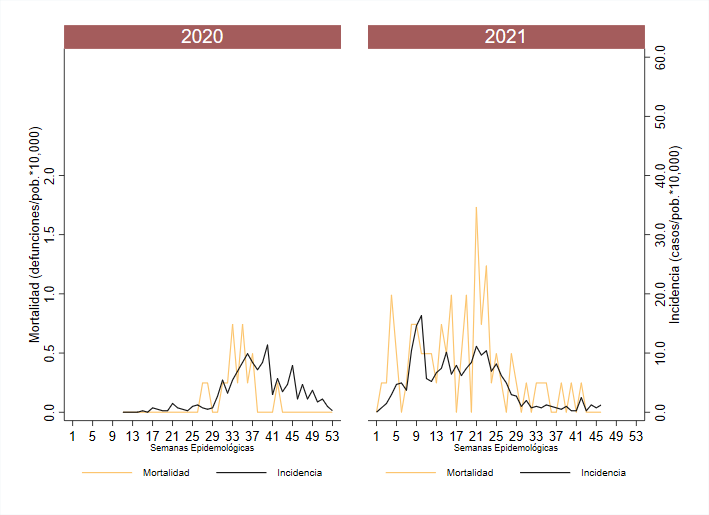 2020
2021
Mortalidad (defunciones/pob.*10,000)
0.0 0.5 1.0 1.5 2.0
Incidencia (casos/pob.*10,000)
0.0 10.0 20.0 30.0 40.0 50.0 60.0
1 5 9 13 17 21 25 29 33 37 41 45 49 53
1 5 9 13 17 21 25 29 33 37 41 45 49 53
Semanas Epidemológicas
Semanas Epidemológicas
Mortalidad Incidencia
Mortalidad Incidencia